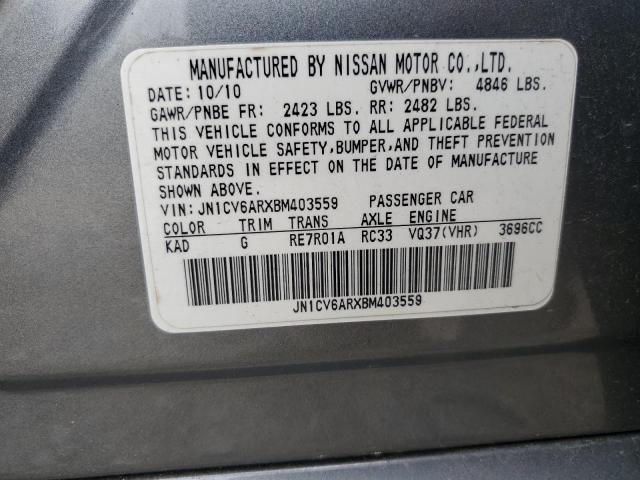 MANUFACTURED BY NISSAN MOTOR CO.,LTD.
DATE: 10/10 GVWR/PNBV: 4846 LBS.
GAWR/PNBE FR: 2423 LBS. RR: 2482 LBS.
THIS VEHICLE CONFORMS TO ALL APPLICABLE FEDERAL
MOTOR VEHICLE SAFETY,BUMPER,AND THEFT PREVENTION
STANDARDS IN EFFECT ON THE DATE OF MANUFACTURE
SHOWN ABOVE.
VIN:JN1CV6ARXBM403559 PASSENGER CAR
COLOR TRIM TRANS AXLE ENGINE
KAD G RE7R01A RC33 VQ37(VHR) 3696CC
JN1CV6ARXBM403559